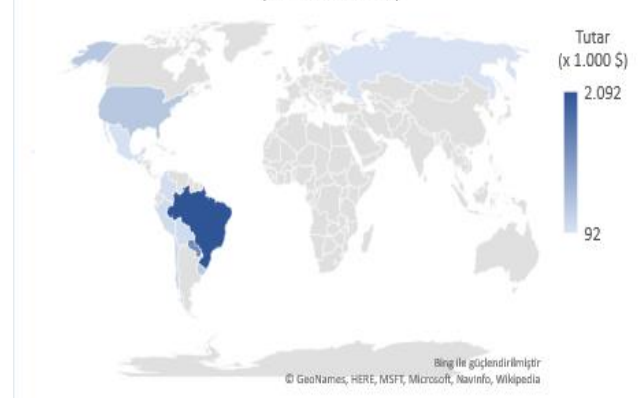 Tutar
(x 1.000 $)
2.092
92
Bing ile güçlendirilmiştir
© GeoNames, HERE, MSFT, Microsoft, NavInfo, Wikipedia